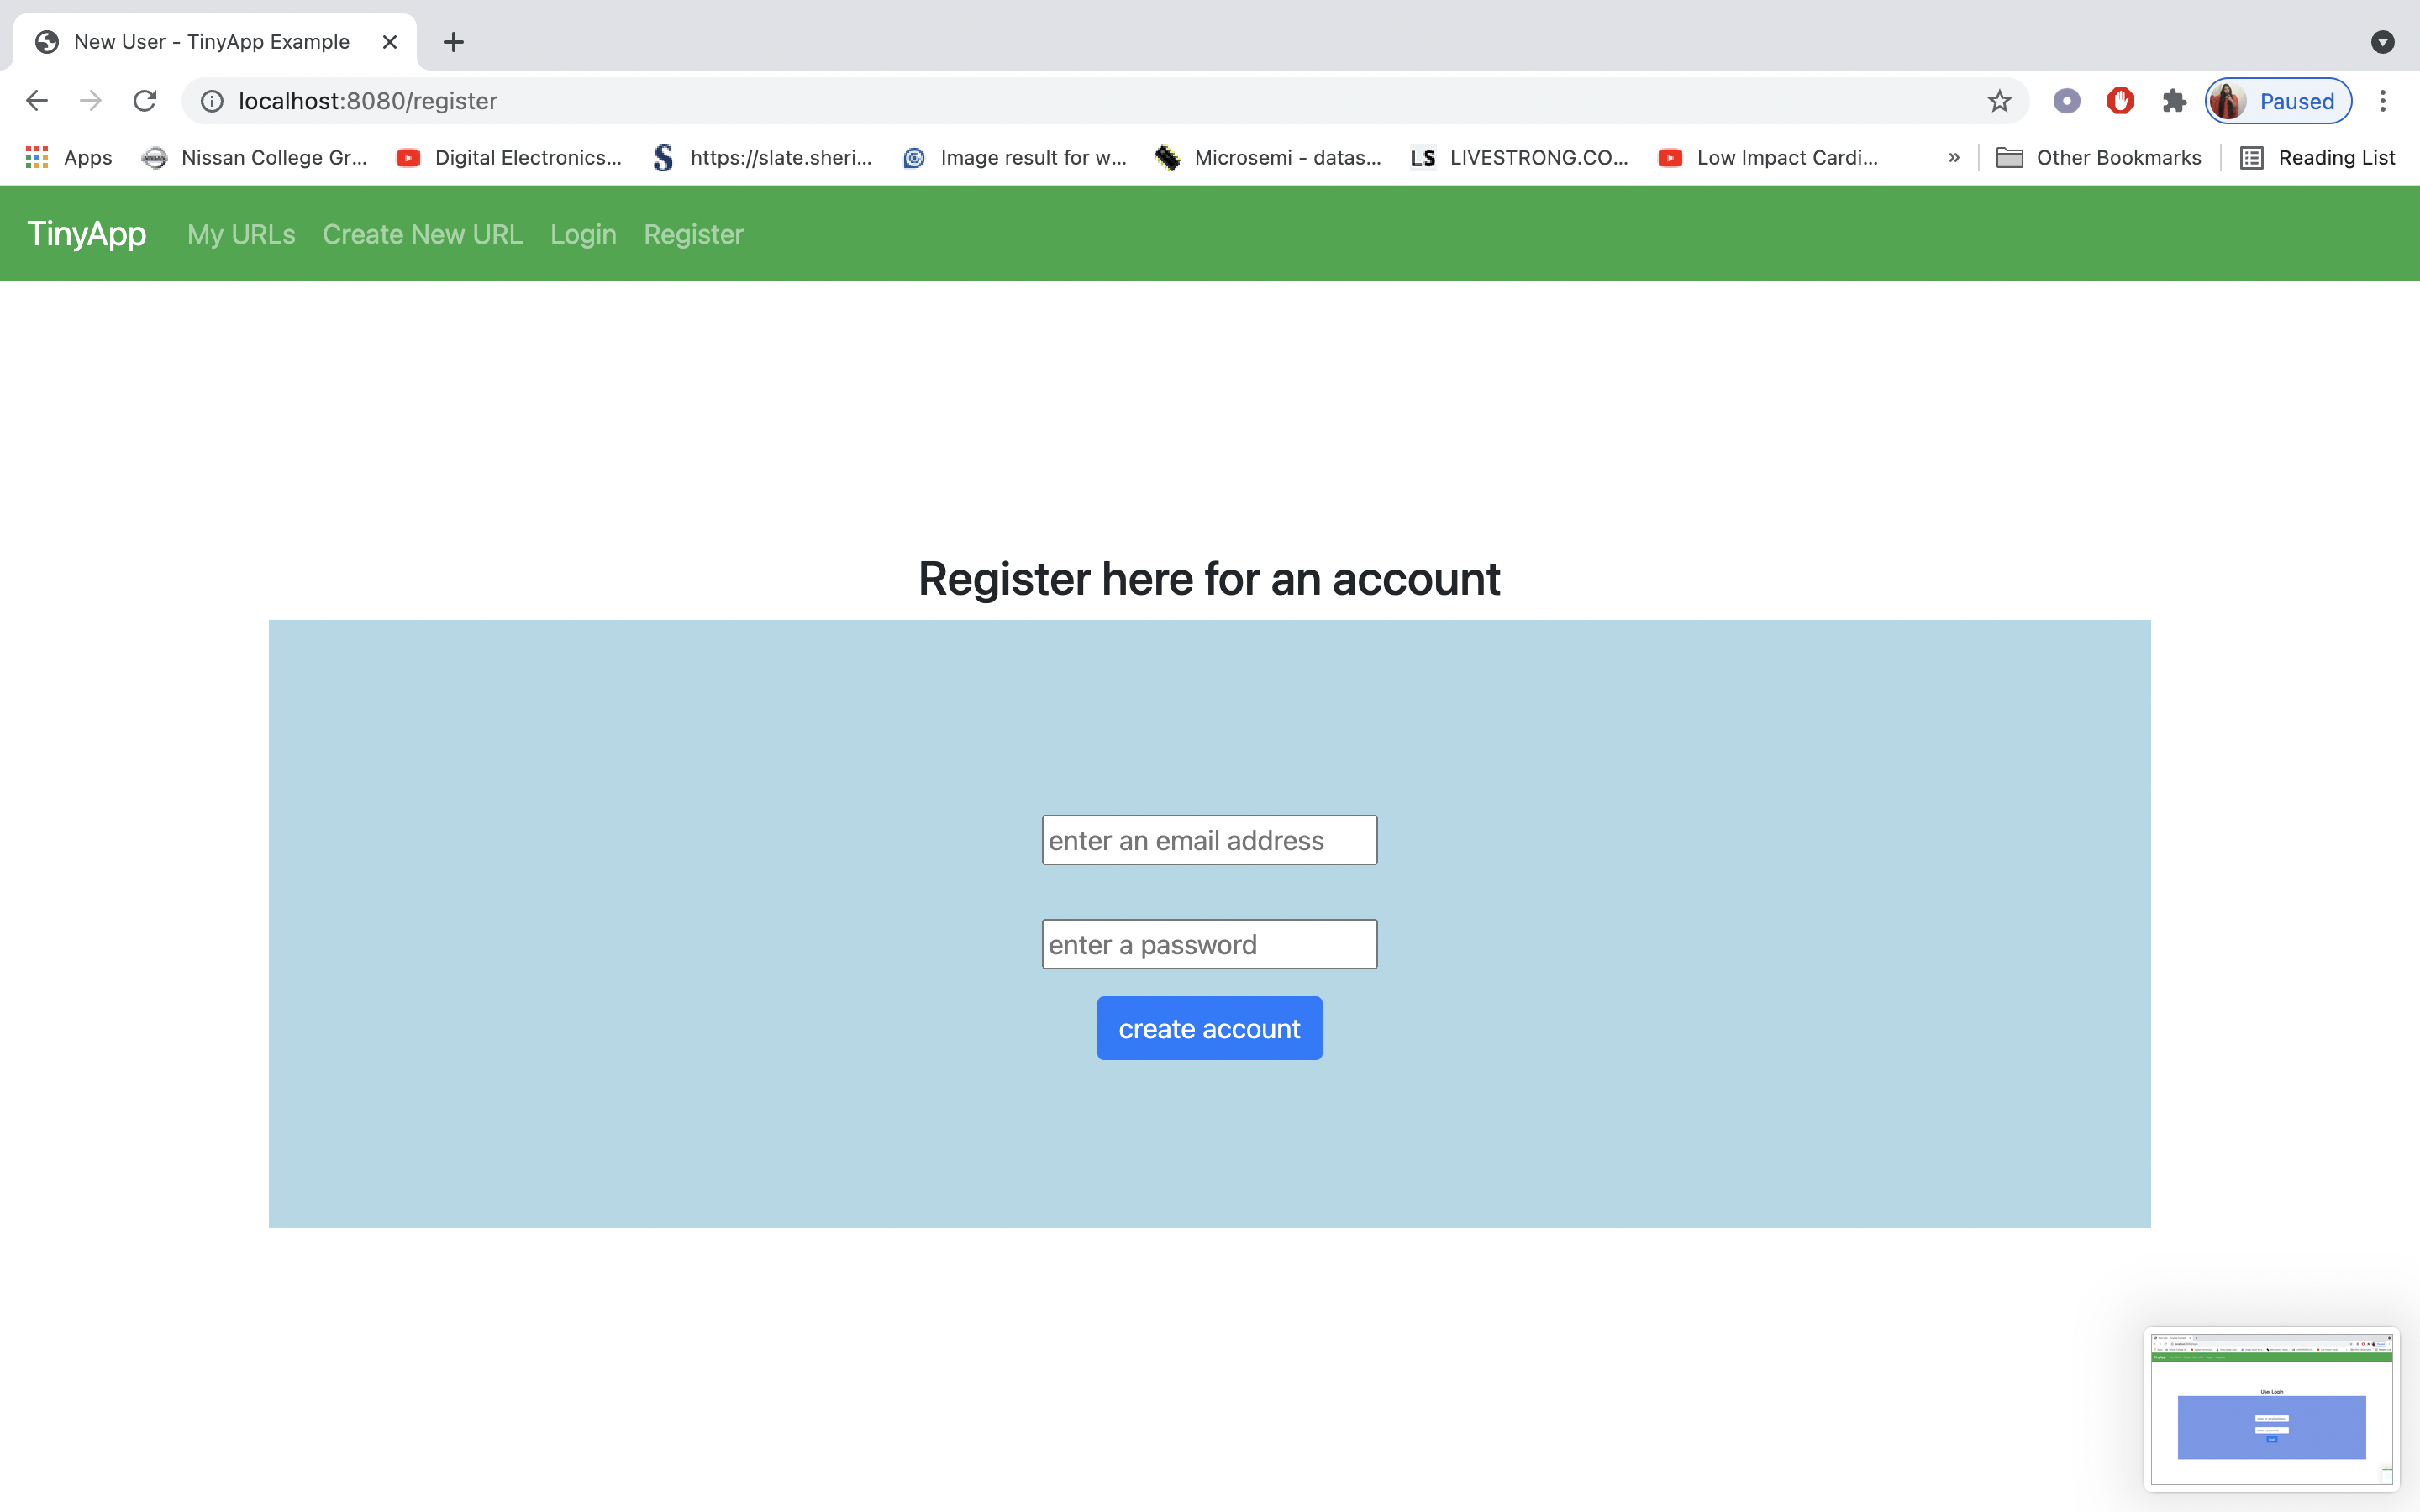 New User - TinyApp Example
localhost:8080/register
Paused
Apps
Nissan College Gr...
Digital Electronics...
S
https://slate.sheri...
Image result for w...
Microsemi - datas...
LS
LIVESTRONG.CO...
Low Impact Cardi...
»
Other Bookmarks
Reading List
TinyApp
My URLs
Create New URL
Login
Register
Register here for an account
enter an email address
enter a password
create account
User Login